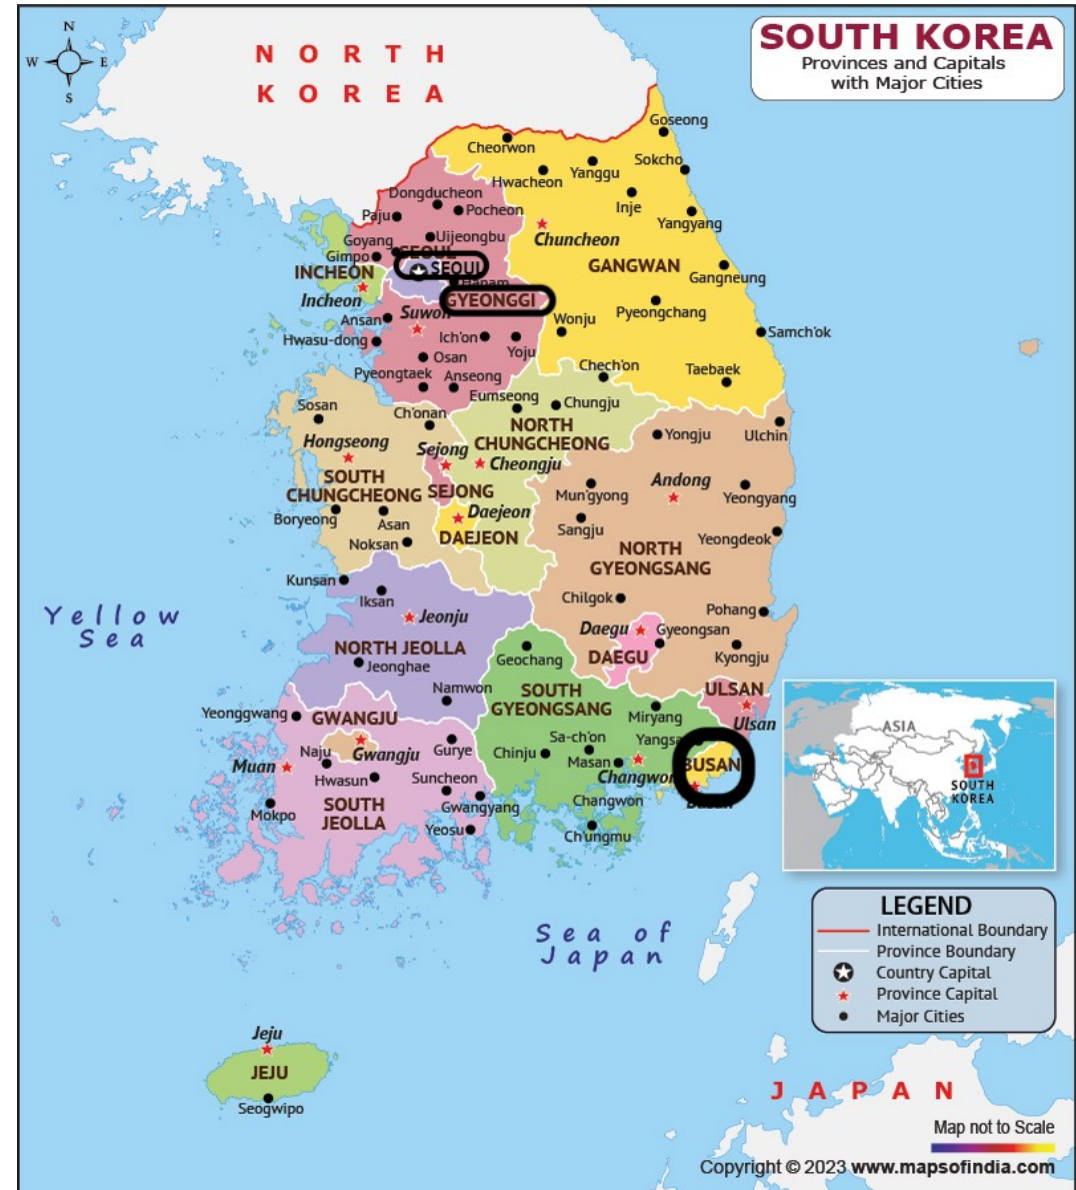 N
W
E
S
NORTH
KOREA
SOUTH KOREA
Provinces and Capitals
with Major Cities
Goseong
Cheorwon
Sokcho
Yanggu
Hwacheon
Dongducheon
Inje
Pocheon
Paju
Yangyang
Chuncheon
Uijeongbu
Goyang
SEOUL
Gimpo
GANGWAN
SEOUL
INCHEON
Gangneung
Hanam
Incheon
GYEONGGI
Suwon
Pyeongchang
Ansan
Wonju
Samch'ok
Hwasu-dong
Ich'on
Yoju
Osan
Chech'on
Taebaek
Pyeongtaek
Anseong
Eumseong
Chungju
Sosan
Ch'onan
NORTH
CHUNGCHEONG
Yongju
Ulchin
Hongseong
Sejong
Cheongju
SOUTH
CHUNGCHEONG
SEJONG
Andong
Mun'gyong
Yeongyang
Daejeon
Boryeong
Asan
Sangju
DAEJEON
Yeongdeok
Noksan
NORTH
GYEONGSANG
Kunsan
Iksan
Chilgok
Yellow
Sea
Jeonju
Pohang
Daegu
Gyeongsan
NORTH JEOLLA
DAEGU
Kyongju
Geochang
Jeonghae
Namwon
SOUTH
GYEONGSANG
ULSAN
Yeonggwang
GWANGJU
Miryang
Ulsan
ASIA
Gwangju
Naju
Gurye
Chinju
Sa-ch'on
Masan
BUSAN
Muan
Hwasun
Suncheon
Changwon
SOUTH
KOREA
Busan
Mokpo
SOUTH
JEOLLA
Gwangyang
Changwon
Yeosu
Ch'ungmu
LEGEND
International Boundary
Province Boundary
Country Capital
Province Capital
Major Cities
Sea of
Japan
Jeju
JEJU
Seogwipo
JAPAN
Map not to Scale
Copyright © 2023 www.mapsofindia.com